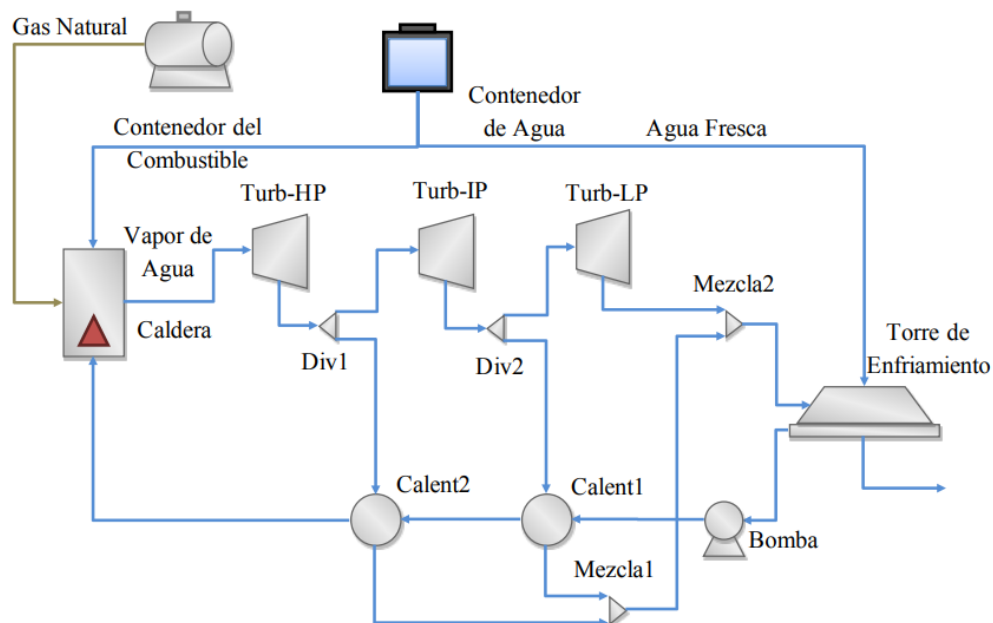 Gas Natural
Contenedor
de Agua
Contenedor del
Combustible
Agua Fresca
Turb-HP
Turb-IP
Turb-LP
Vapor de
Agua
Mezcla2
Caldera
Torre de
Enfriamiento
Div1
Div2
Calent2
Calent1
Bomba
Mezcla1